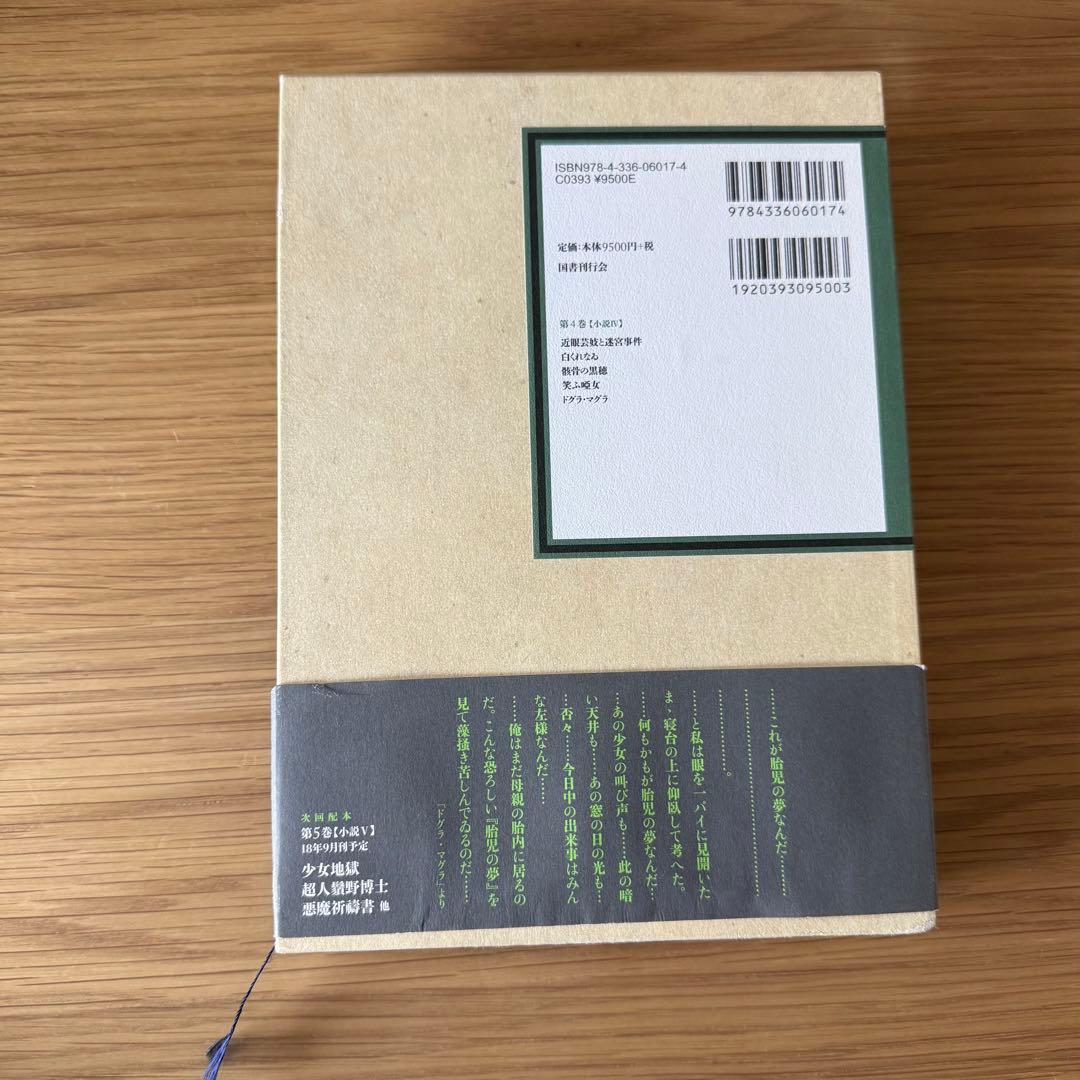 ISBN978-4-336-06017-4
C0393 ¥9500E
9784336060174
定価:本体9500円+税
国書刊行会
1920393095003
第4巻【小説Ⅳ】
近眼芸妓と迷宮事件
白くれなゐ
骸骨の黒穂
笑ふ啞女
ドグラ・マグラ
……これが胎児の夢なんだ……
………………………………
…………。
……と私は眼を一パイに見開いた
まゝ寝台の上に仰臥して考へた。
……何もかもが胎児の夢なんだ…
…あの少女の叫び声も……此の暗
い天井も……あの窓の日の光も…
…否々……今日中の出来事はみん
な左様なんだ……
……俺はまだ母親の胎内に居るの
だ。こんな恐ろしい『胎児の夢』を
見て藻掻き苦しんでゐるのだ……
「ドグラ・マグラ」より
次回配本
第5巻【小説Ⅴ】
18年9月刊予定
少女地獄
超人鬚野博士
悪魔祈禱書 他